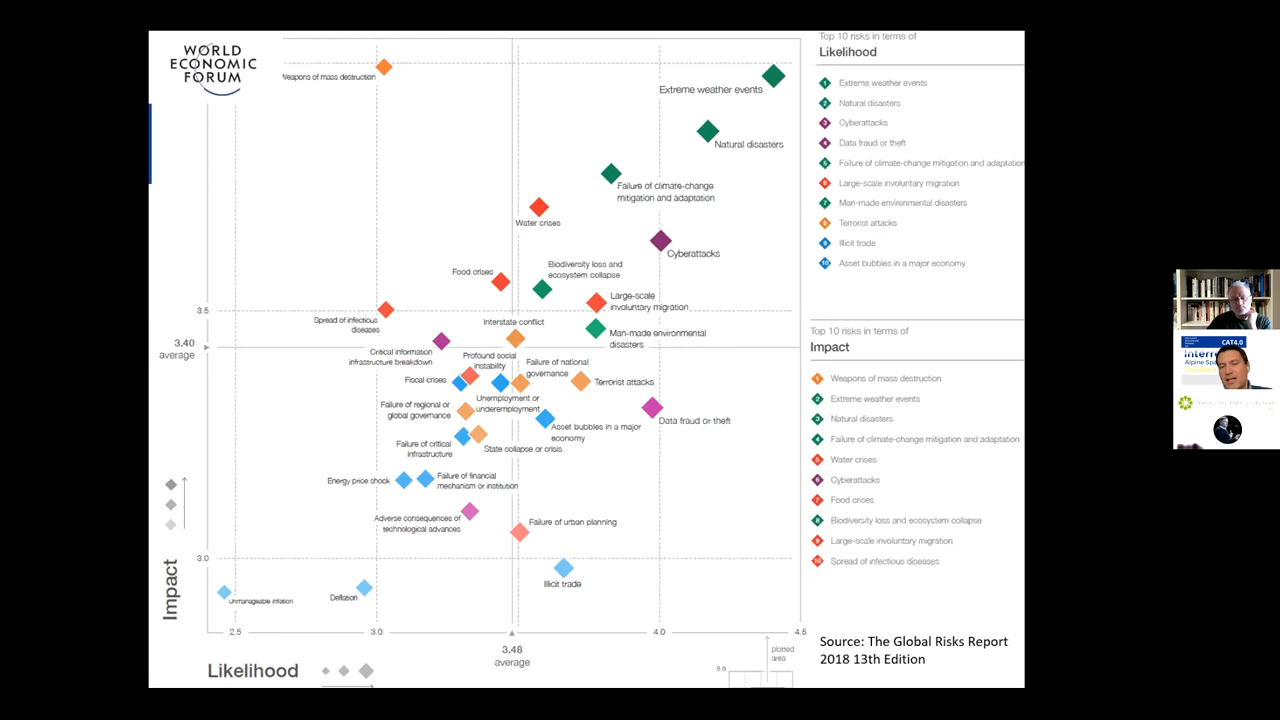 WORLD
ECONOMIC
FORUM
Weapons of mass destruction
Extreme weather events
Natural disasters
Failure of climate-change
mitigation and adaptation
Water crises
Cyberattacks
Food crises
Biodiversity loss and
ecosystem collapse
Large-scale
involuntary migration
3.5
Spread of infectious
diseases
Interstate conflict
Man-made environmental
disasters
3.40
average
Critical information
infrastructure breakdown
Profound social
instability
Failure of national
governance
Fiscal crises
Terrorist attacks
Unemployment or
underemployment
Failure of regional or
global governance
Asset bubbles in a major
economy
Data fraud or theft
Failure of critical
infrastructure
State collapse or crisis
Energy price shock
Failure of financial
mechanism or institution
Adverse consequences of
technological advances
Failure of urban planning
3.0
Illicit trade
Unmanageable inflation
Deflation
Impact
2.5
3.0
4.0
4.5
3.48
average
plotted
area
5.0
Likelihood
Top 10 risks in terms of
Likelihood
1 Extreme weather events
2 Natural disasters
3 Cyberattacks
4 Data fraud or theft
5 Failure of climate-change mitigation and adaptation
6 Large-scale involuntary migration
7 Man-made environmental disasters
8 Terrorist attacks
9 Illicit trade
10 Asset bubbles in a major economy
Top 10 risks in terms of
Impact
1 Weapons of mass destruction
2 Extreme weather events
3 Natural disasters
4 Failure of climate-change mitigation and adaptation
5 Water crises
6 Cyberattacks
7 Food crises
8 Biodiversity loss and ecosystem collapse
9 Large-scale involuntary migration
10 Spread of infectious diseases
Source: The Global Risks Report
2018 13th Edition
CAT4.0
Alpine